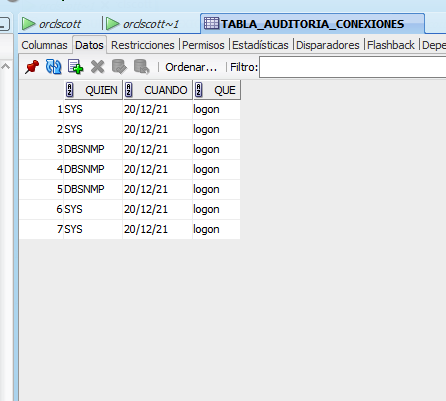 ordscott ordscott~1 TABLA_AUDITORIA_CONEXIONES
Columnas Datos Restricciones Permisos Estadísticas Disparadores Flashback Depe
Ordenar... Filtro:
QUIEN CUANDO QUE
1 SYS 20/12/21 logon
2 SYS 20/12/21 logon
3 DBSNMP 20/12/21 logon
4 DBSNMP 20/12/21 logon
5 DBSNMP 20/12/21 logon
6 SYS 20/12/21 logon
7 SYS 20/12/21 logon